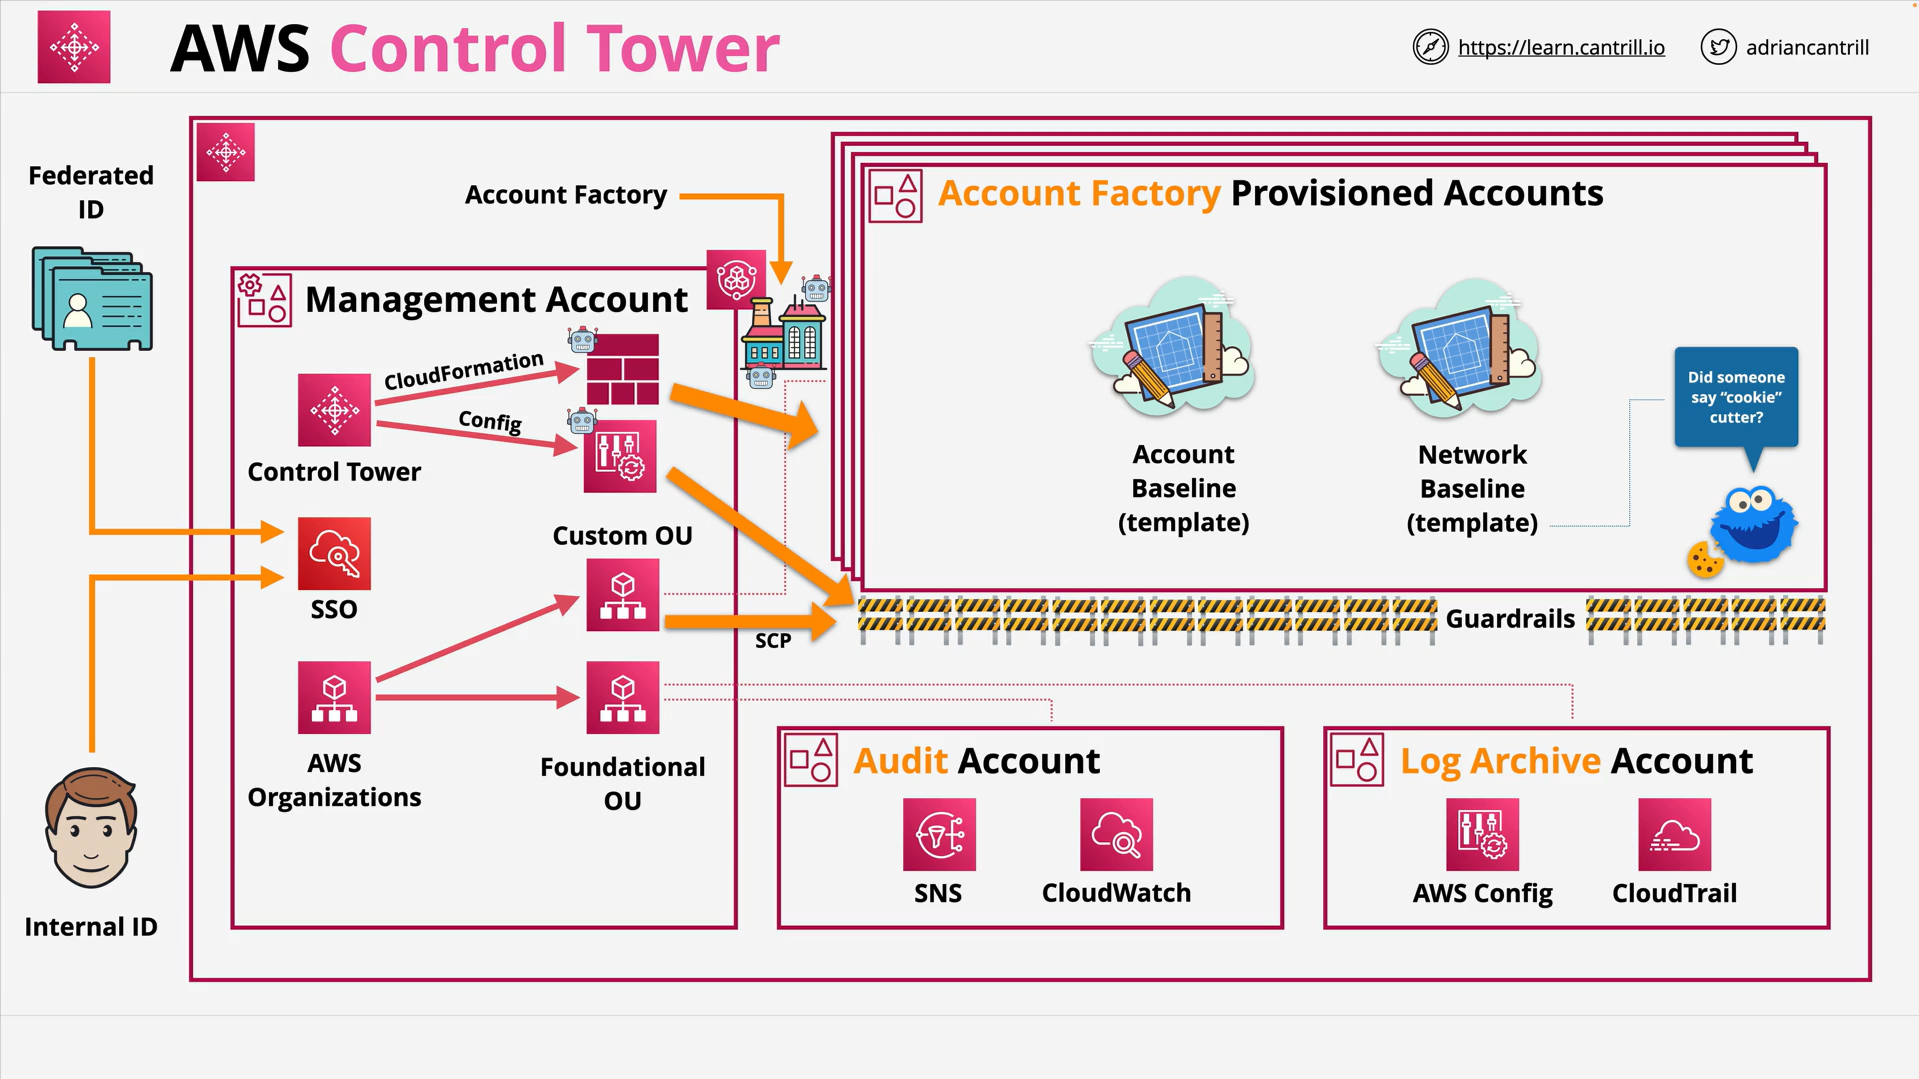 AWS Control Tower
https://learn.cantrill.io
adriancantrill
Federated
ID
Account Factory
Account Factory Provisioned Accounts
Management Account
CloudFormation
Config
Control Tower
SSO
Custom OU
SCP
AWS
Organizations
Foundational
OU
Internal ID
Account
Baseline
(template)
Network
Baseline
(template)
Did someone
say “cookie”
cutter?
Guardrails
Audit Account
SNS
CloudWatch
Log Archive Account
AWS Config
CloudTrail